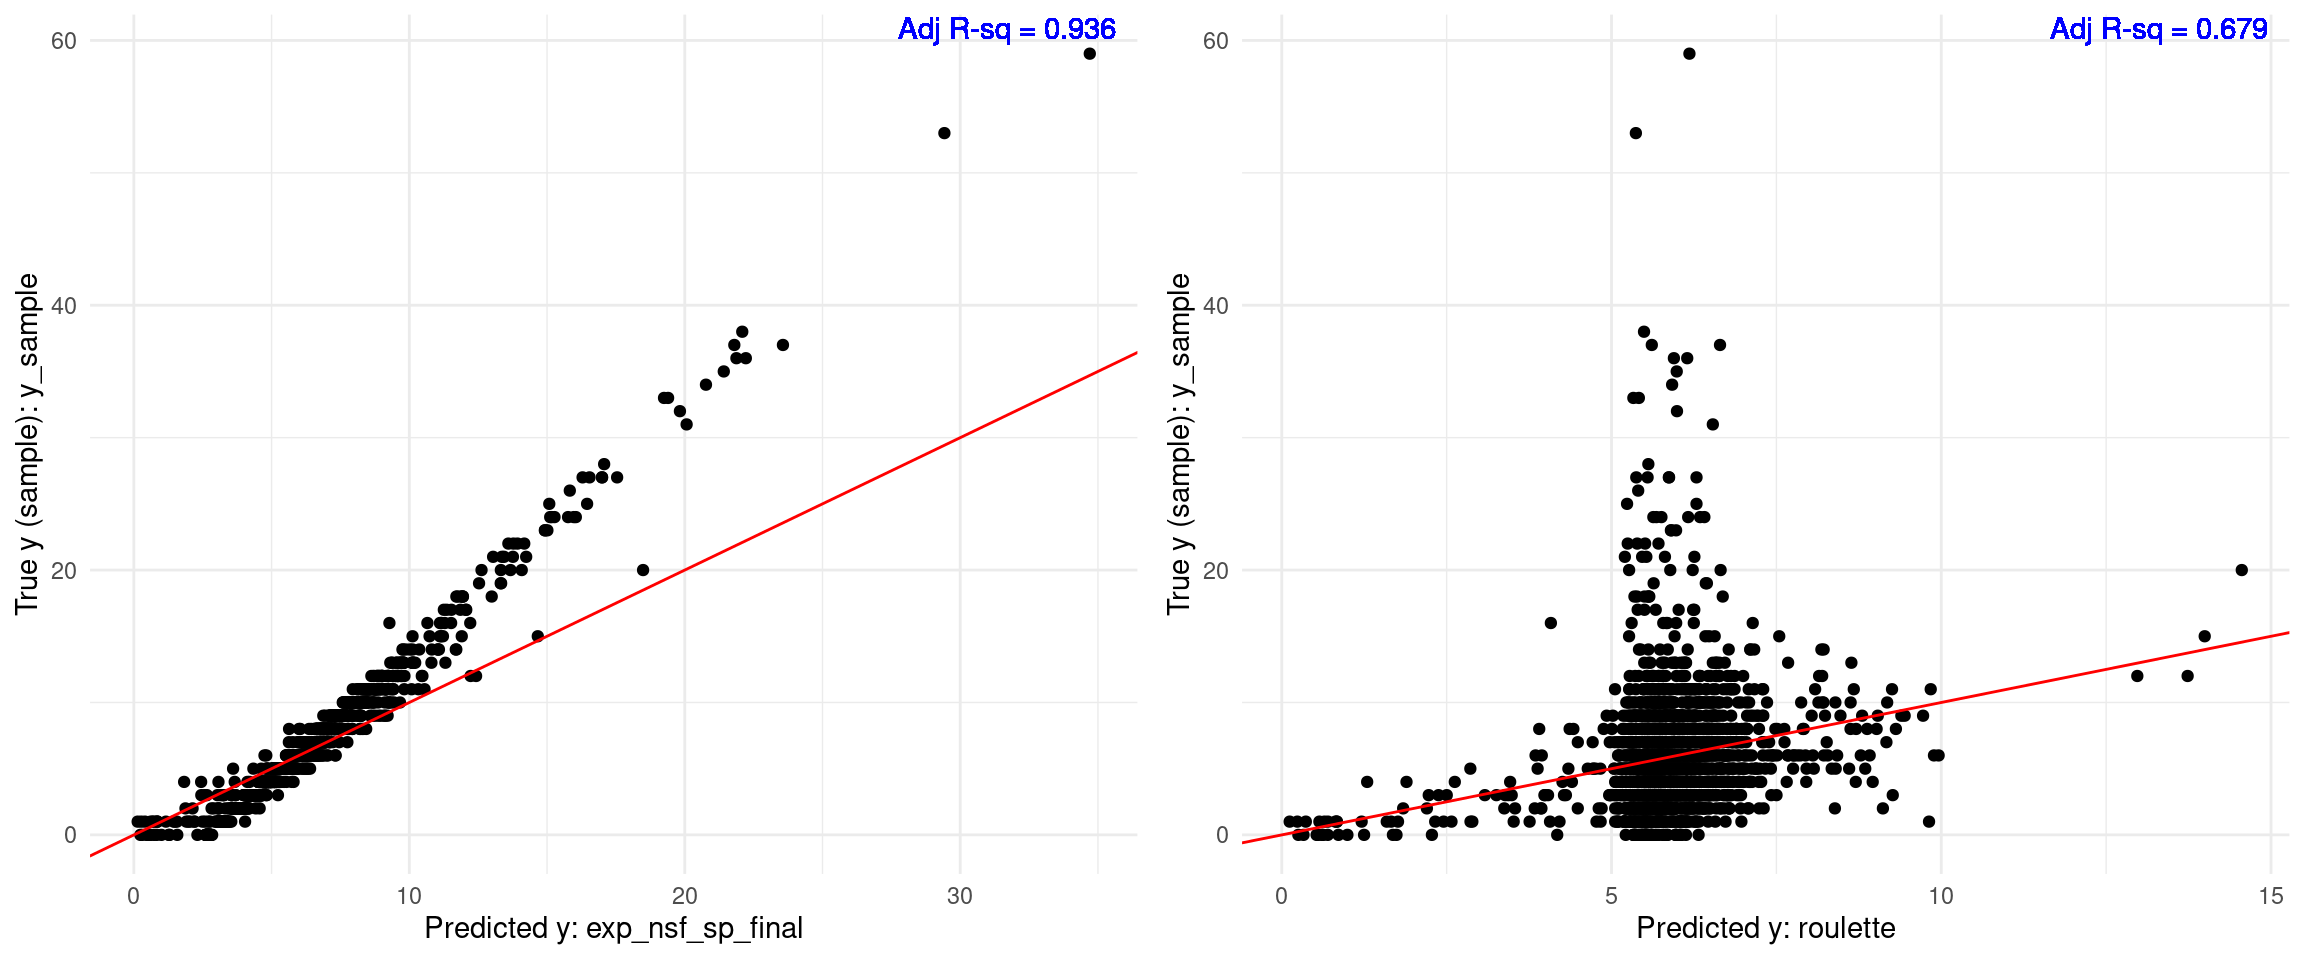 Adj R-sq = 0.936
60
40
20
0
True y (sample): y_sample
0 10 20 30
Predicted y: exp_nsf_sp_final
Adj R-sq = 0.679
60
40
20
0
True y (sample): y_sample
0 5 10 15
Predicted y: roulette